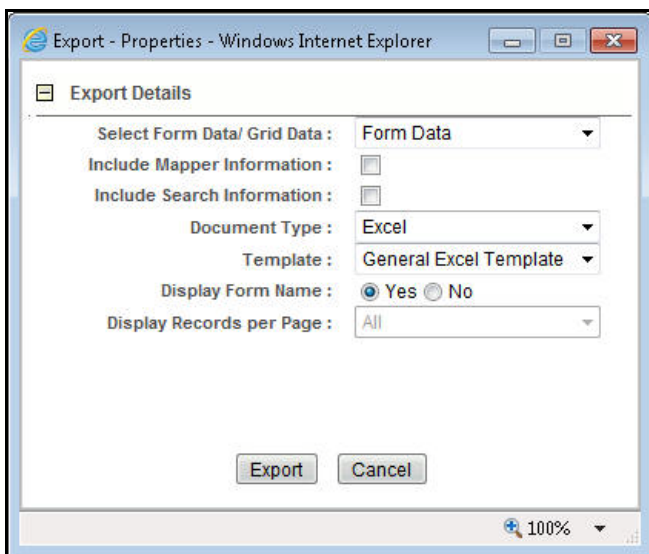 Export - Properties - Windows Internet Explorer
Export Details
Select Form Data/ Grid Data : Form Data
Include Mapper Information :
Include Search Information :
Document Type : Excel
Template : General Excel Template
Display Form Name : Yes No
Display Records per Page : All
Export Cancel
100%